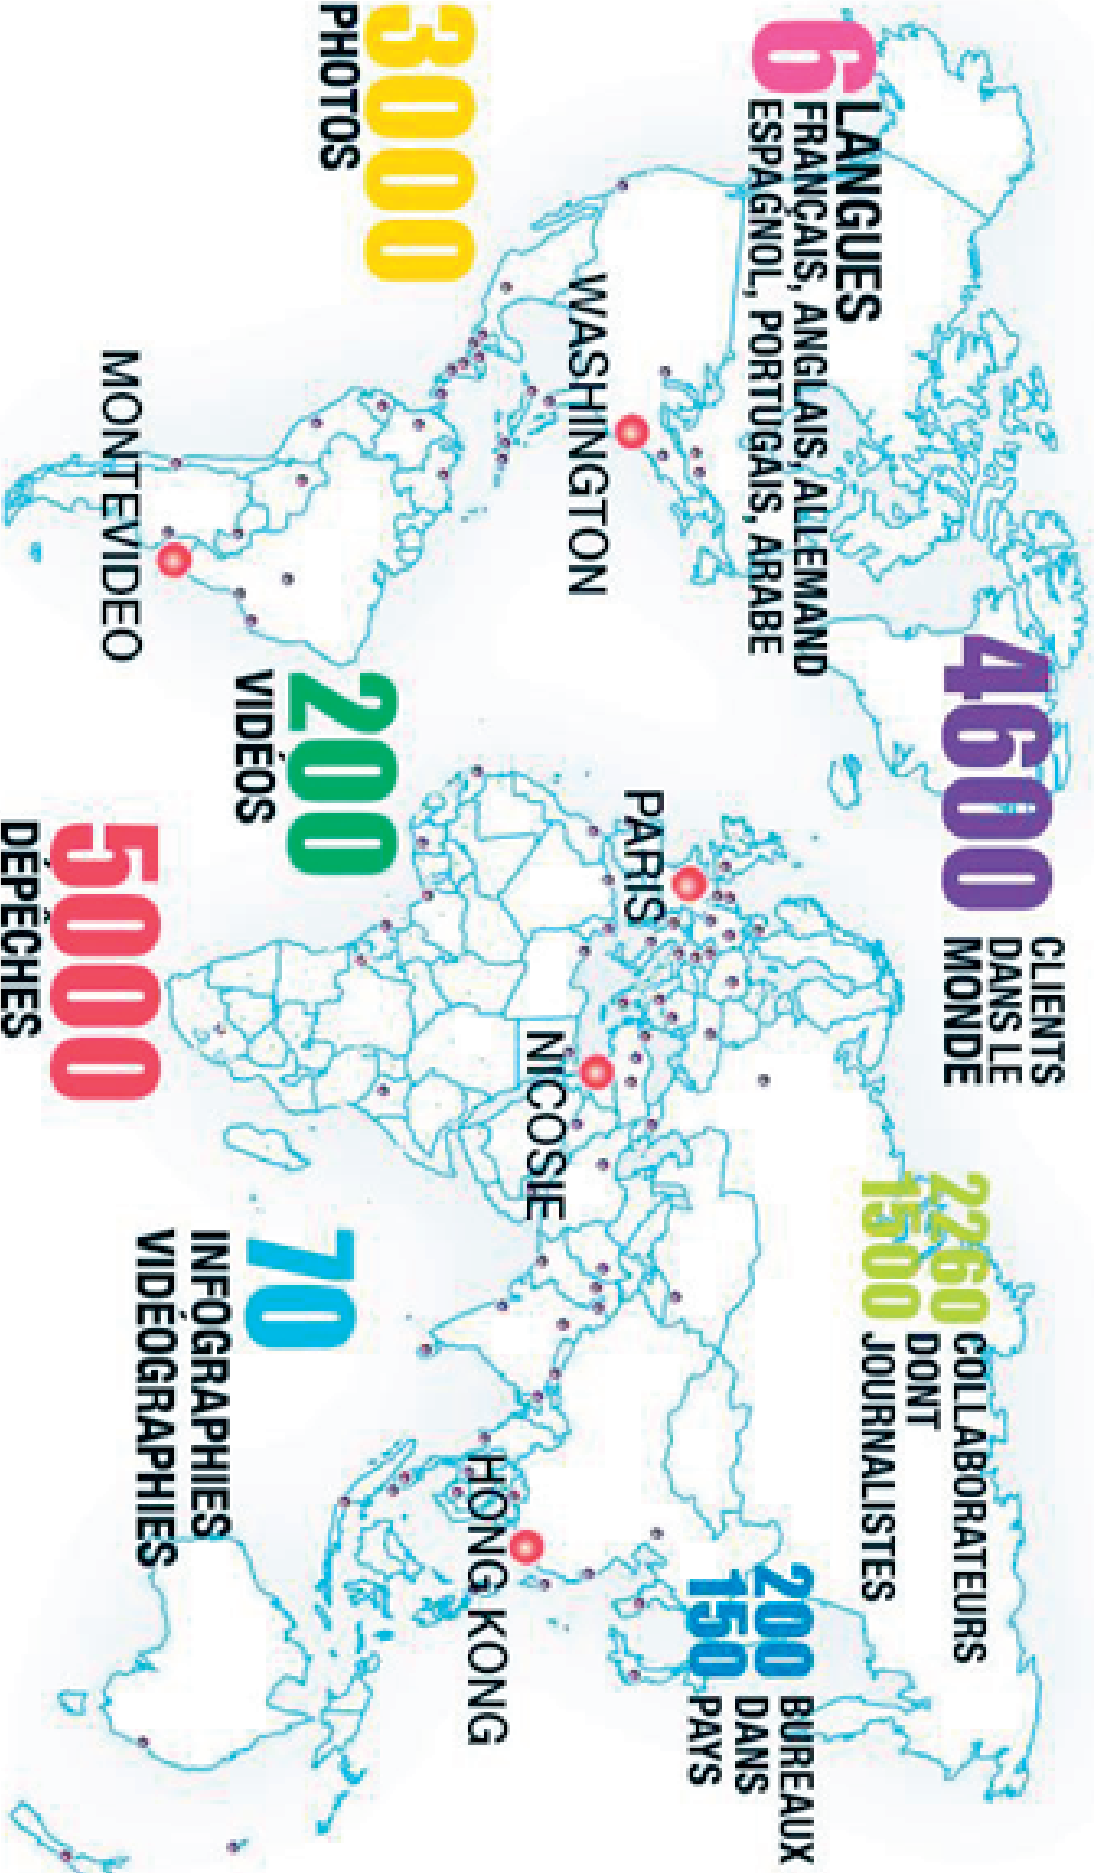 6 LANGUES
FRANÇAIS, ANGLAIS, ALLEMAND
ESPAGNOL, PORTUGAIS, ARABE
4600 CLIENTS
DANS LE
MONDE
2260 COLLABORATEURS
DONT
1500 JOURNALISTES
200 BUREAUX
DANS
150 PAYS
WASHINGTON
PARIS
NICOSIE
HONG KONG
MONTEVIDEO
3000
PHOTOS
200
VIDÉOS
5000
DÉPÊCHES
70
INFOGRAPHIES
VIDÉOGRAPHIES